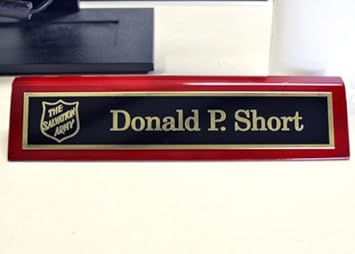 THE
SALVATION
ARMY
Donald P. Short